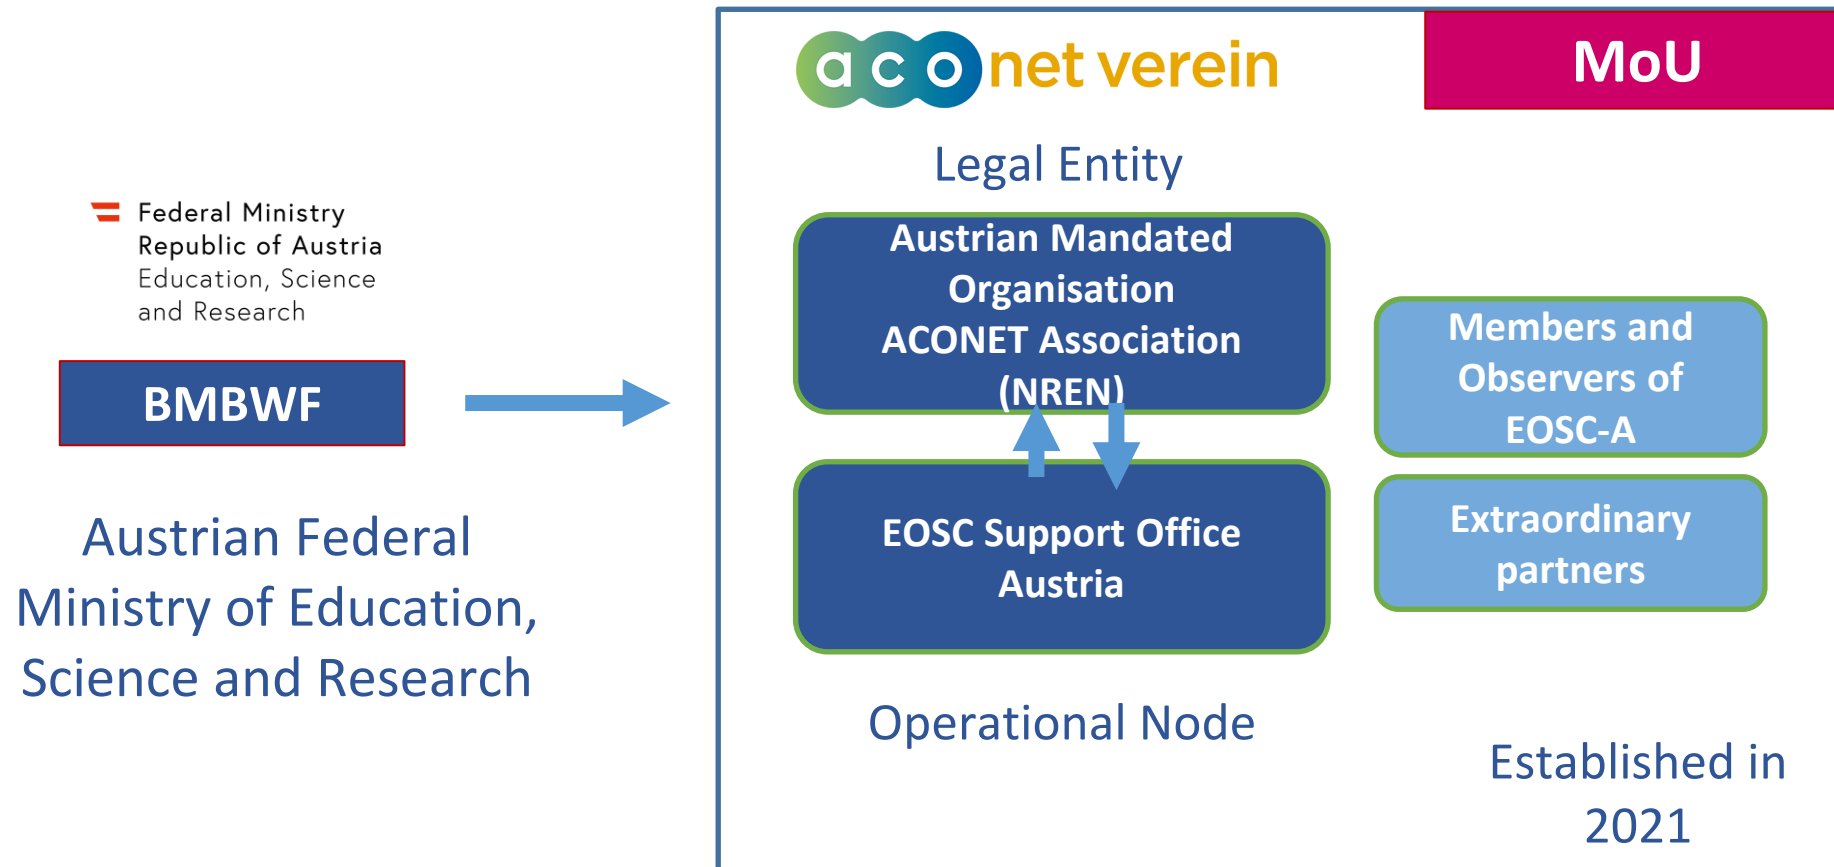 Federal Ministry
Republic of Austria
Education, Science
and Research
BMBWF
Austrian Federal
Ministry of Education,
Science and Research
aco net verein
MoU
Legal Entity
Austrian Mandated
Organisation
ACONET Association
(NREN)
EOSC Support Office
Austria
Operational Node
Members and
Observers of
EOSC-A
Extraordinary
partners
Established in
2021